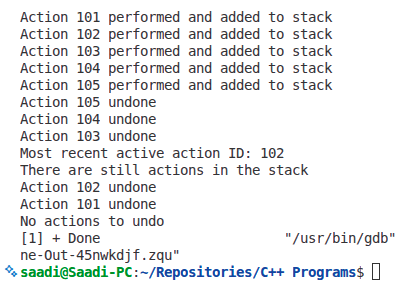 Action 101 performed and added to stack
Action 102 performed and added to stack
Action 103 performed and added to stack
Action 104 performed and added to stack
Action 105 performed and added to stack
Action 105 undone
Action 104 undone
Action 103 undone
Most recent active action ID: 102
There are still actions in the stack
Action 102 undone
Action 101 undone
No actions to undo
[1] + Done                       "/usr/bin/gdb"
ne-Out-45nwkdjf.zqu"
saadi@Saadi-PC:~/Repositories/C++ Programs$